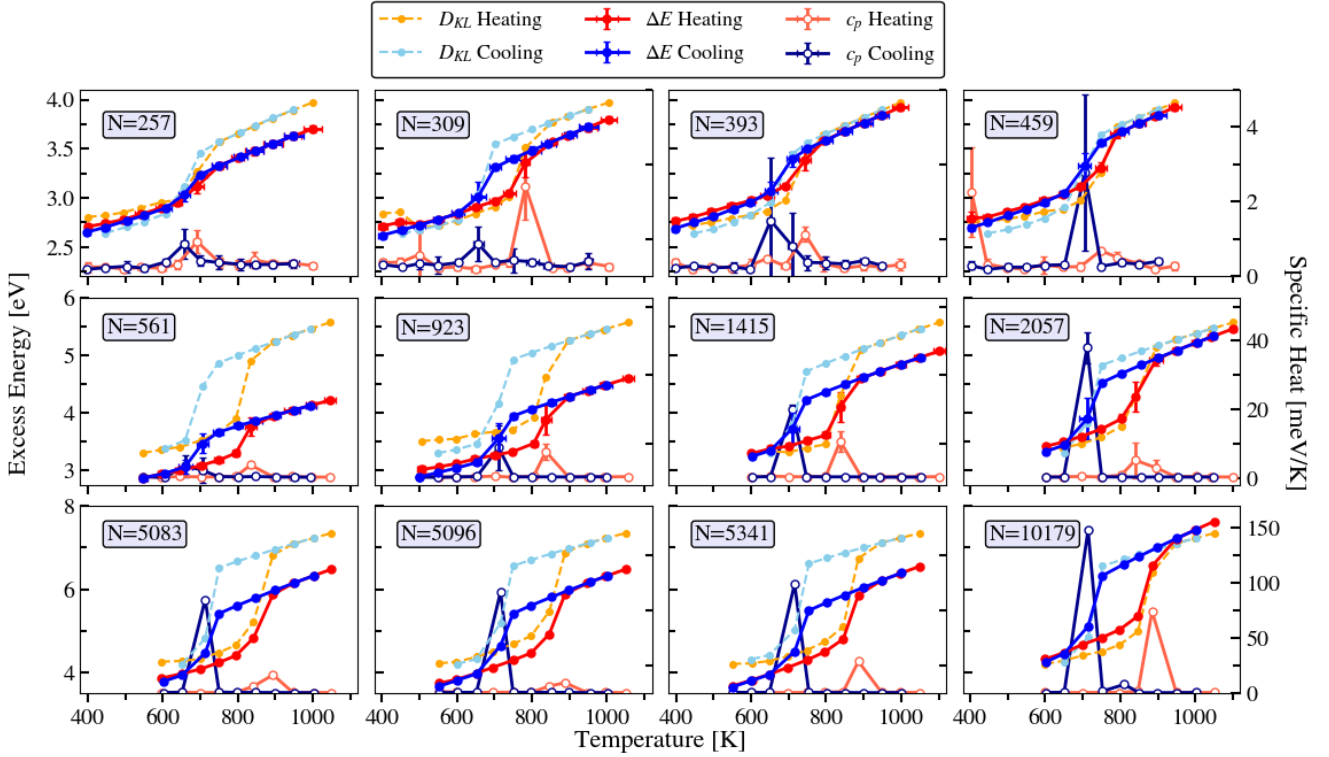 D_KL Heating ΔE Heating c_p Heating
D_KL Cooling ΔE Cooling c_p Cooling
Excess Energy [eV]
4.0
3.5
3.0
2.5
N=257 N=309 N=393 N=459
4
2
0
6
5
4
3
N=561 N=923 N=1415 N=2057
40
20
0
8
6
4
N=5083 N=5096 N=5341 N=10179
150
100
50
0
Specific Heat [meV/K]
400 600 800 1000 400 600 800 1000 400 600 800 1000 400 600 800 1000
Temperature [K]